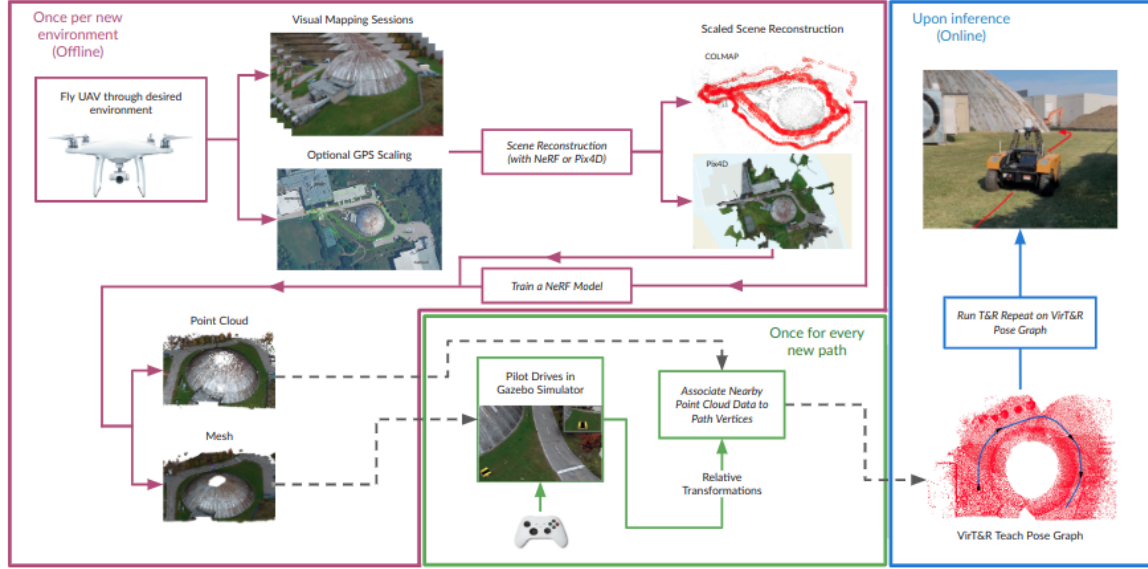 Once per new
environment
(Offline)
Fly UAV through desired
environment
Visual Mapping Sessions
Optional GPS Scaling
Scene Reconstruction
(with NeRF or Pix4D)
Scaled Scene Reconstruction
COLMAP
Pix4D
Train a NeRF Model
Point Cloud
Mesh
Once for every
new path
Pilot Drives in
Gazebo Simulator
Associate Nearby
Point Cloud Data to
Path Vertices
Relative
Transformations
Upon inference
(Online)
Run T&R Repeat on VirT&R
Pose Graph
VirT&R Teach Pose Graph